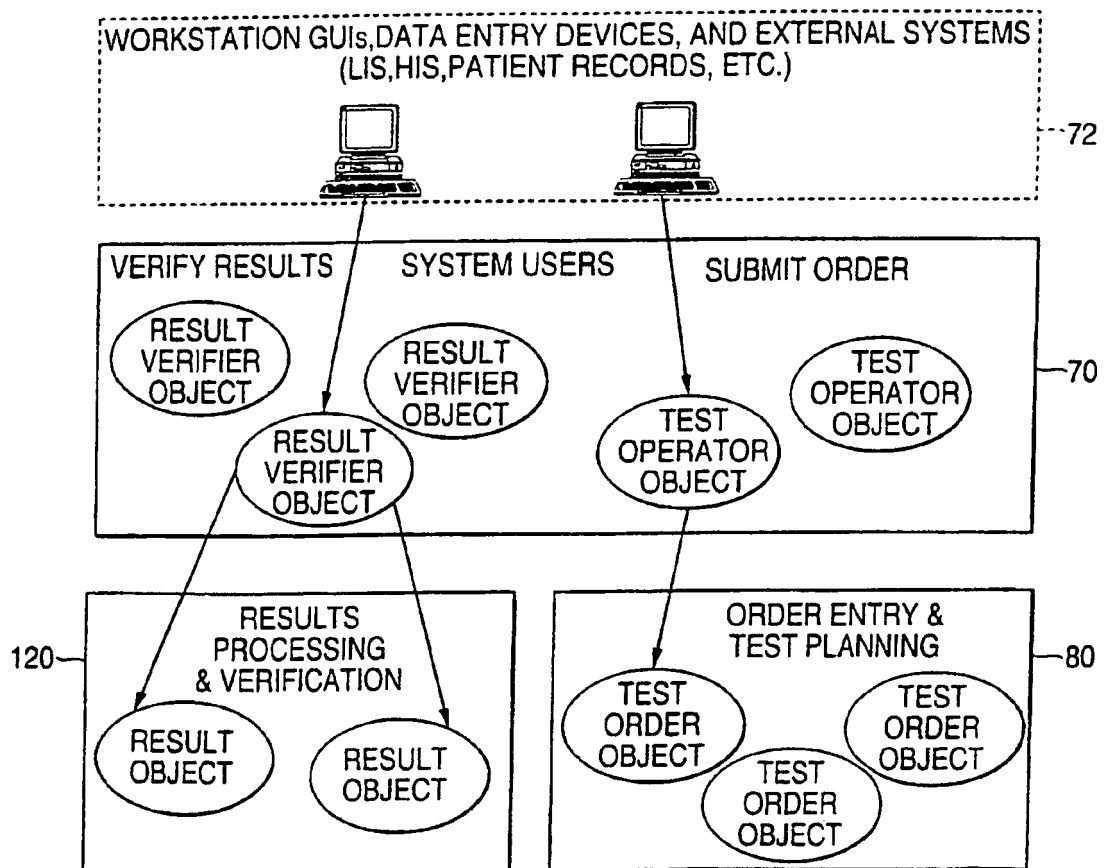 WORKSTATION GUIs,DATA ENTRY DEVICES, AND EXTERNAL SYSTEMS
(LIS,HIS,PATIENT RECORDS, ETC.)
72
VERIFY RESULTS
SYSTEM USERS
SUBMIT ORDER
RESULT
VERIFIER
OBJECT
RESULT
VERIFIER
OBJECT
RESULT
VERIFIER
OBJECT
TEST
OPERATOR
OBJECT
TEST
OPERATOR
OBJECT
70
120
RESULTS
PROCESSING
& VERIFICATION
RESULT
OBJECT
RESULT
OBJECT
ORDER ENTRY &
TEST PLANNING
80
TEST
ORDER
OBJECT
TEST
ORDER
OBJECT
TEST
ORDER
OBJECT